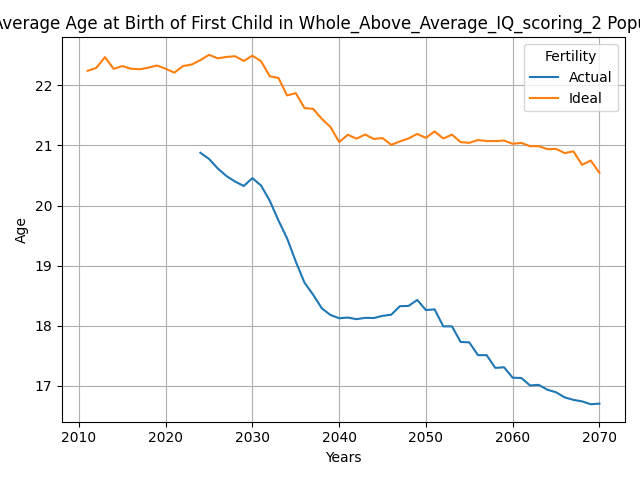 Average Age at Birth of First Child in Whole_Above_Average_IQ_scoring_2 Popu
Fertility
Actual
Ideal
22
21
20
19
18
17
Age
2010 2020 2030 2040 2050 2060 2070
Years